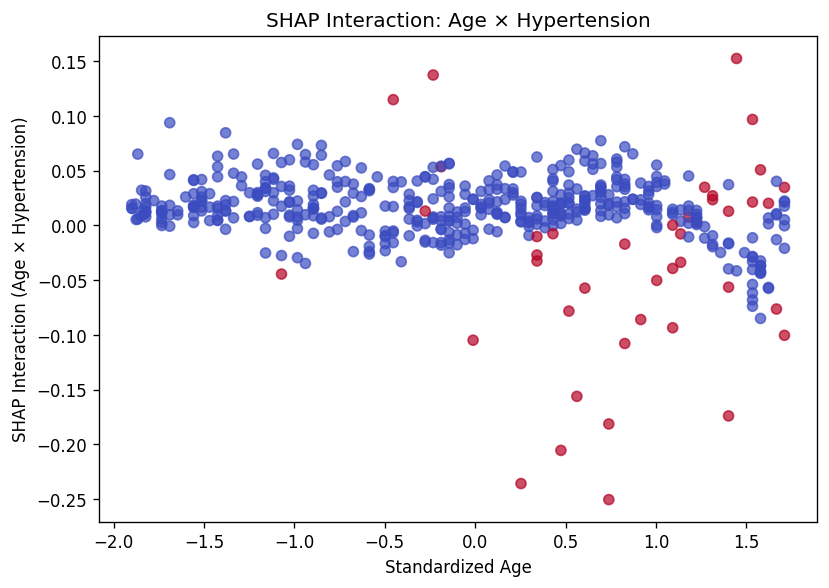 SHAP Interaction: Age × Hypertension
SHAP Interaction (Age × Hypertension)
0.15
0.10
0.05
0.00
−0.05
−0.10
−0.15
−0.20
−0.25
−2.0 −1.5 −1.0 −0.5 0.0 0.5 1.0 1.5
Standardized Age